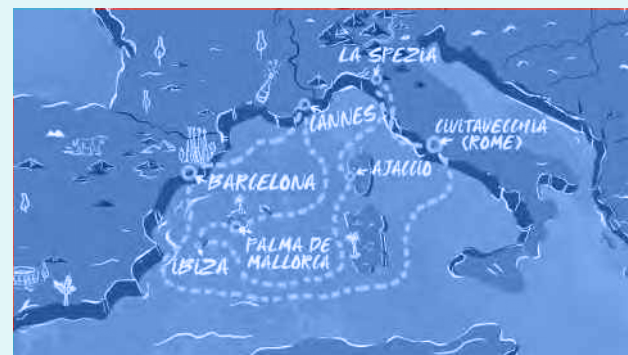 LA SPEZIA
CANNES
CIVITAVECCHIA
(ROME)
AJACCIO
BARCELONA
PALMA DE
MALLORCA
IBIZA